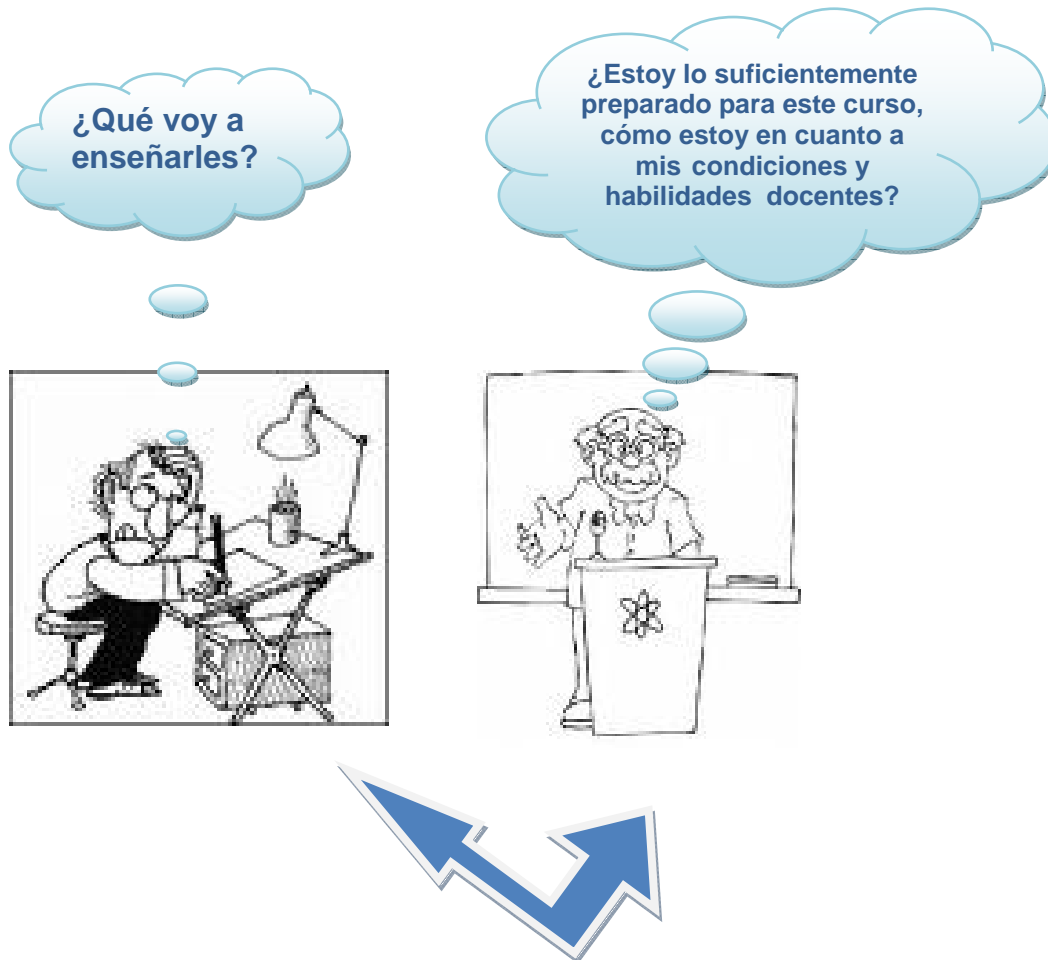 ¿Qué voy a
enseñarles?
¿Estoy lo suficientemente
preparado para este curso,
cómo estoy en cuanto a
mis condiciones y
habilidades docentes?